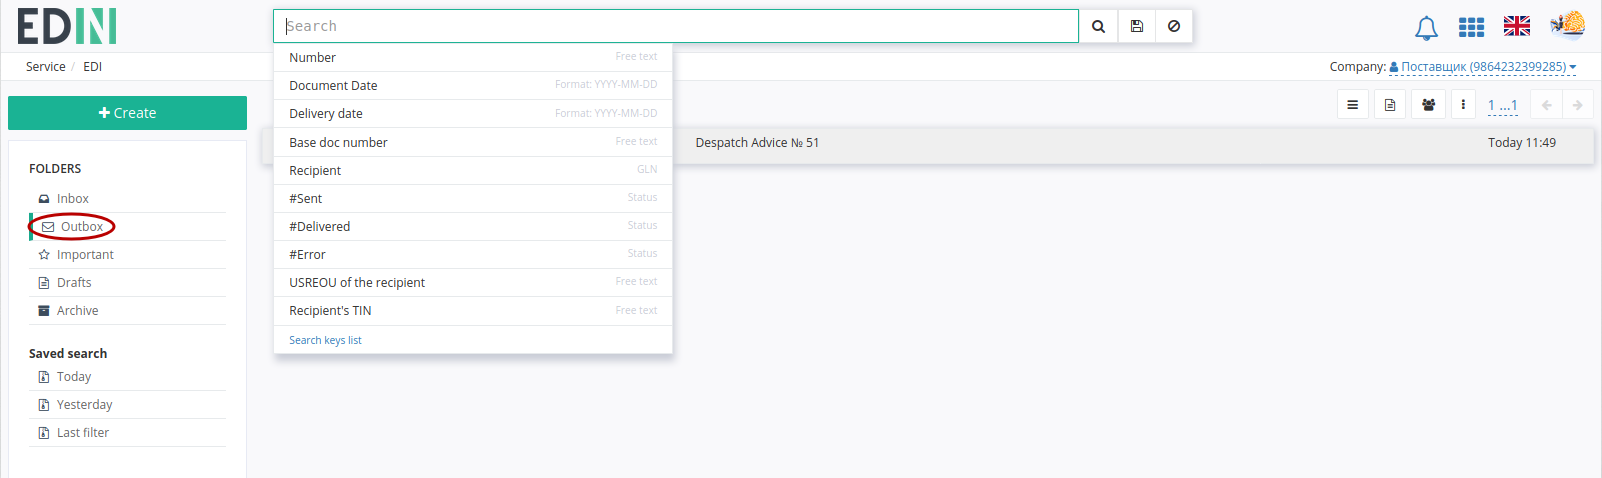 EDIN
Search
Number Free text
Document Date Format: YYYY-MM-DD
Delivery date Format: YYYY-MM-DD
Base doc number Free text
Recipient GLN
#Sent Status
#Delivered Status
#Error Status
USREOU of the recipient Free text
Recipient's TIN Free text
Search keys list
Service / EDI
Company: Поставщик (9864232399285)
Create
1 ...1
FOLDERS
Inbox
Outbox
Important
Drafts
Archive
Saved search
Today
Yesterday
Last filter
Despatch Advice № 51 Today 11:49